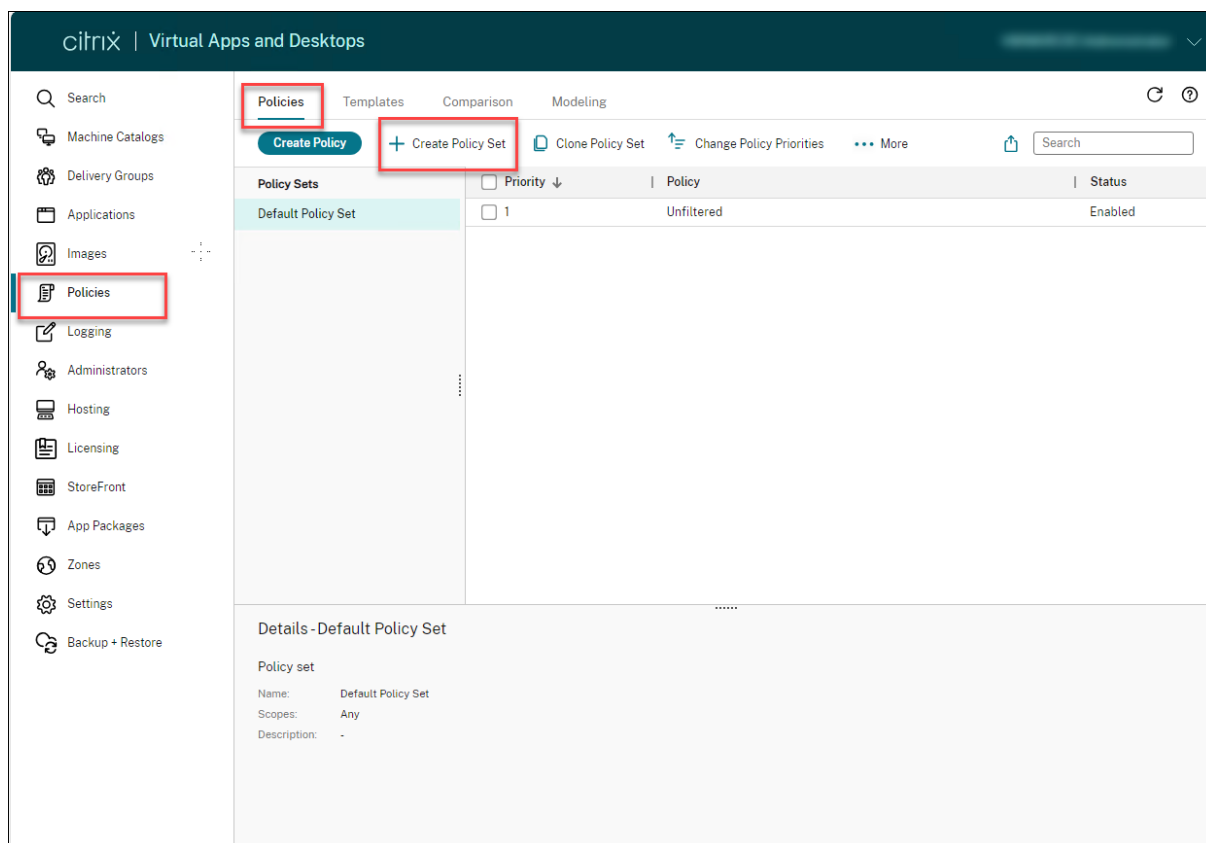 citrix | Virtual Apps and Desktops
Search
Machine Catalogs
Delivery Groups
Applications
Images
Policies
Logging
Administrators
Hosting
Licensing
StoreFront
App Packages
Zones
Settings
Backup + Restore
Policies Templates Comparison Modeling
Create Policy + Create Policy Set Clone Policy Set Change Policy Priorities ••• More Search
Policy Sets
Default Policy Set
Priority ↓ | Policy | Status
1 Unfiltered Enabled
Details - Default Policy Set
Policy set
Name: Default Policy Set
Scopes: Any
Description: -